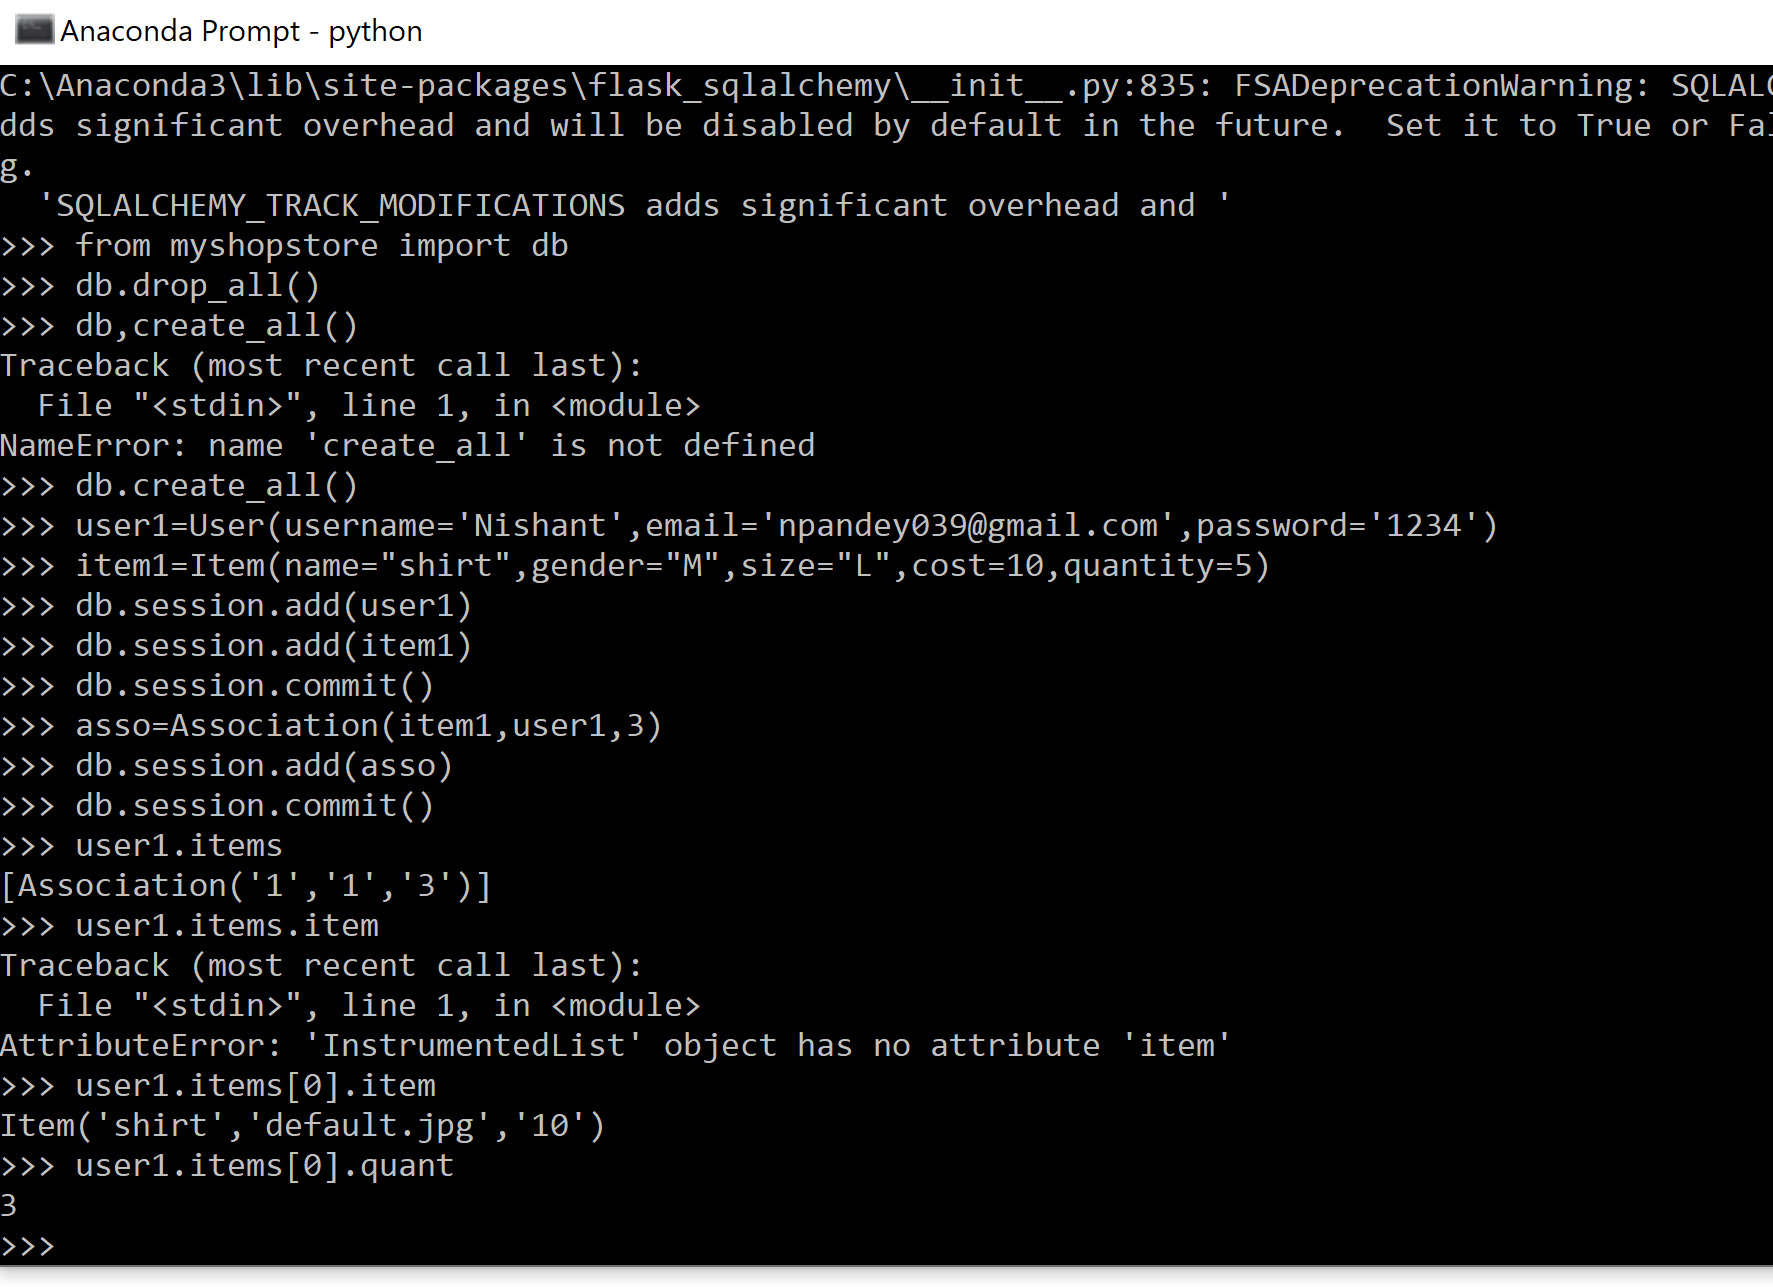 Anaconda Prompt - python
C:\Anaconda3\lib\site-packages\flask_sqlalchemy\__init__.py:835: FSADeprecationWarning: SQLALC
dds significant overhead and will be disabled by default in the future.  Set it to True or Fal
g.
  'SQLALCHEMY_TRACK_MODIFICATIONS adds significant overhead and '
>>> from myshopstore import db
>>> db.drop_all()
>>> db,create_all()
Traceback (most recent call last):
  File "<stdin>", line 1, in <module>
NameError: name 'create_all' is not defined
>>> db.create_all()
>>> user1=User(username='Nishant',email='npandey039@gmail.com',password='1234')
>>> item1=Item(name="shirt",gender="M",size="L",cost=10,quantity=5)
>>> db.session.add(user1)
>>> db.session.add(item1)
>>> db.session.commit()
>>> asso=Association(item1,user1,3)
>>> db.session.add(asso)
>>> db.session.commit()
>>> user1.items
[Association('1','1','3')]
>>> user1.items.item
Traceback (most recent call last):
  File "<stdin>", line 1, in <module>
AttributeError: 'InstrumentedList' object has no attribute 'item'
>>> user1.items[0].item
Item('shirt','default.jpg','10')
>>> user1.items[0].quant
3
>>>